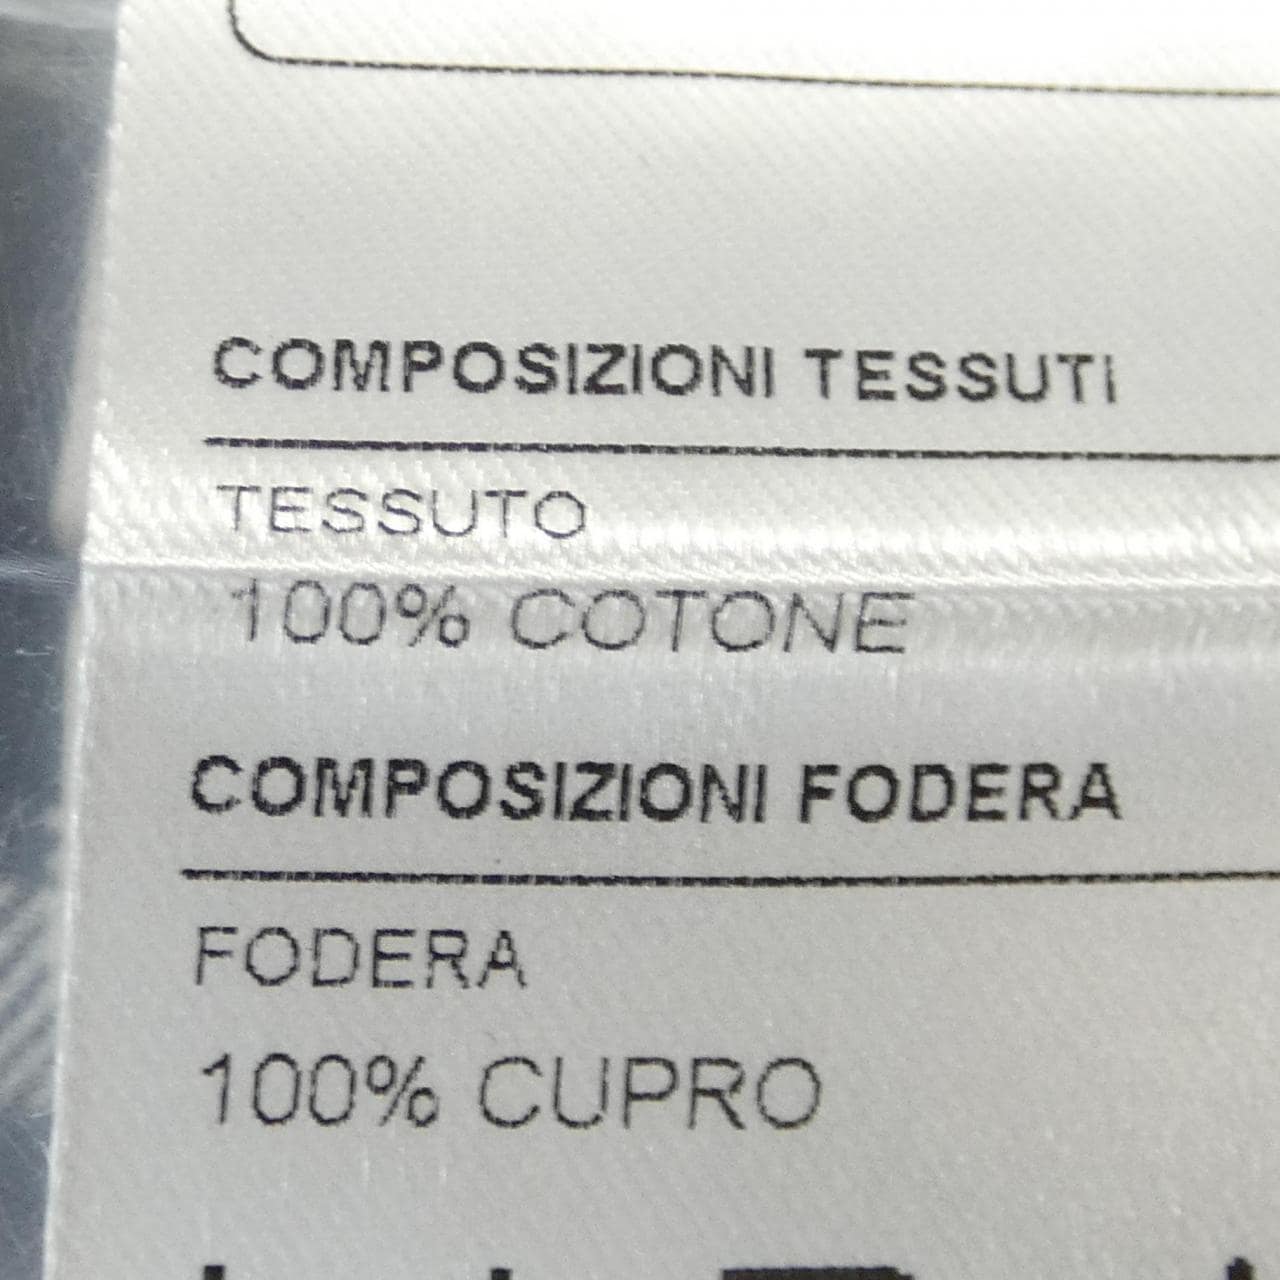 COMPOSIZIONI TESSUTI
TESSUTO
100% COTONE
COMPOSIZIONI FODERA
FODERA
100% CUPRO